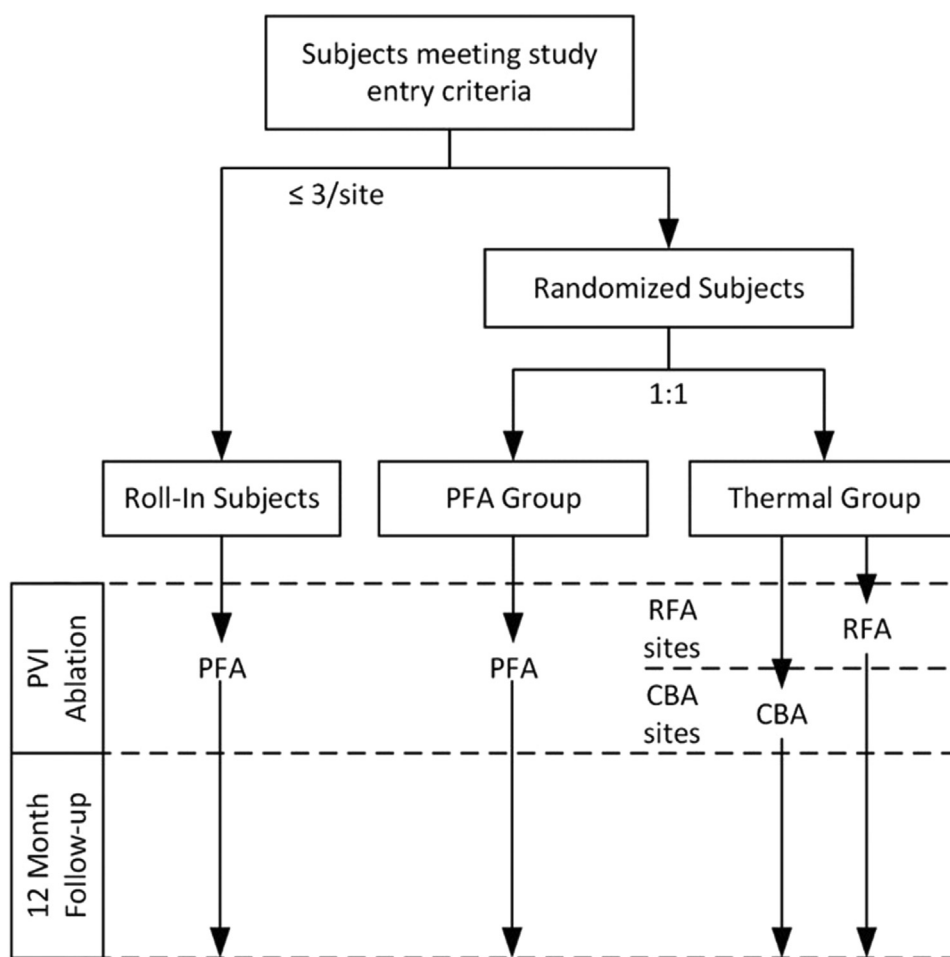 Subjects meeting study
entry criteria
≤ 3/site
Randomized Subjects
1:1
Roll-In Subjects
PFA Group
Thermal Group
PVI
Ablation
RFA
sites
RFA
PFA
PFA
CBA
sites
CBA
12 Month
Follow-up